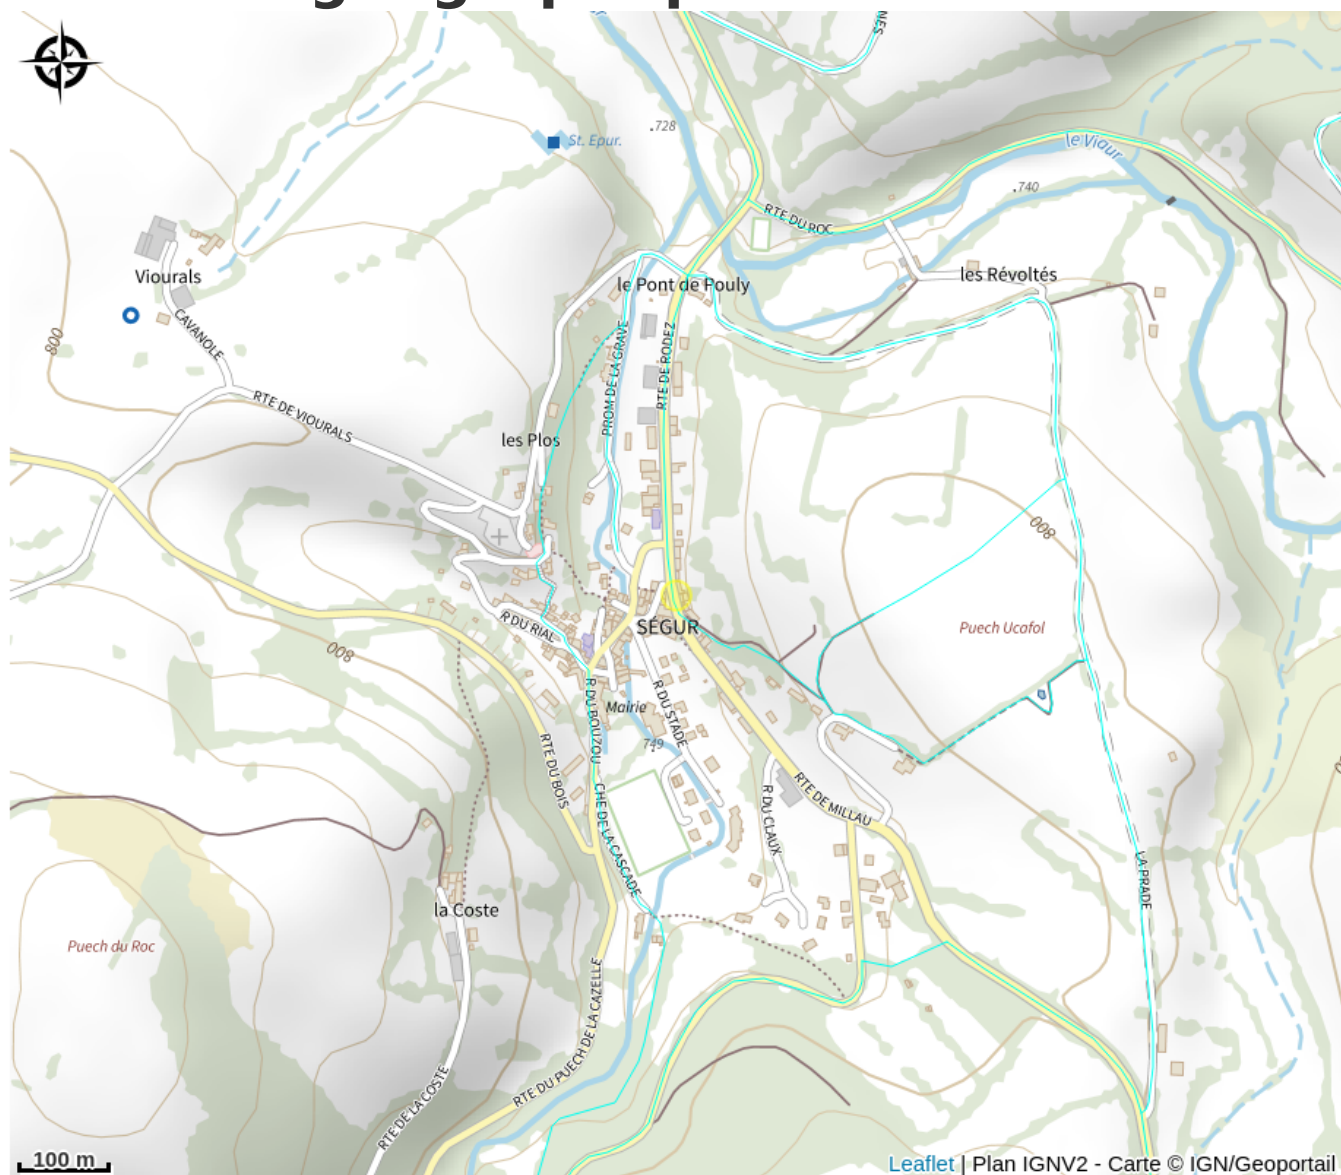 NES
.728
St. Epur.
le Viaur
.740
RTE DU ROC
Viourals
le Pont de Pouly
les Révoltés
CAVANOLE
800
PROM DE LA GRAVE
RTE DE RODEZ
RTE DE VIOURALS
les Plos
800
R DU RIAL
SÉGUR
Puech Ucafol
800
R DU BOUZOU
Mairie
R DU STADE
749
RTE DU BOIS
CHE DE LA CASCADE
R DU CLAUX
RTE DE MILLAU
LA PRADE
la Coste
Puech du Roc
RTE DU PUECH DE LA CAZELLE
RTE DE LA COSTE
100 m
Leaflet | Plan IGNV2 - Carte © IGN/Geoportail